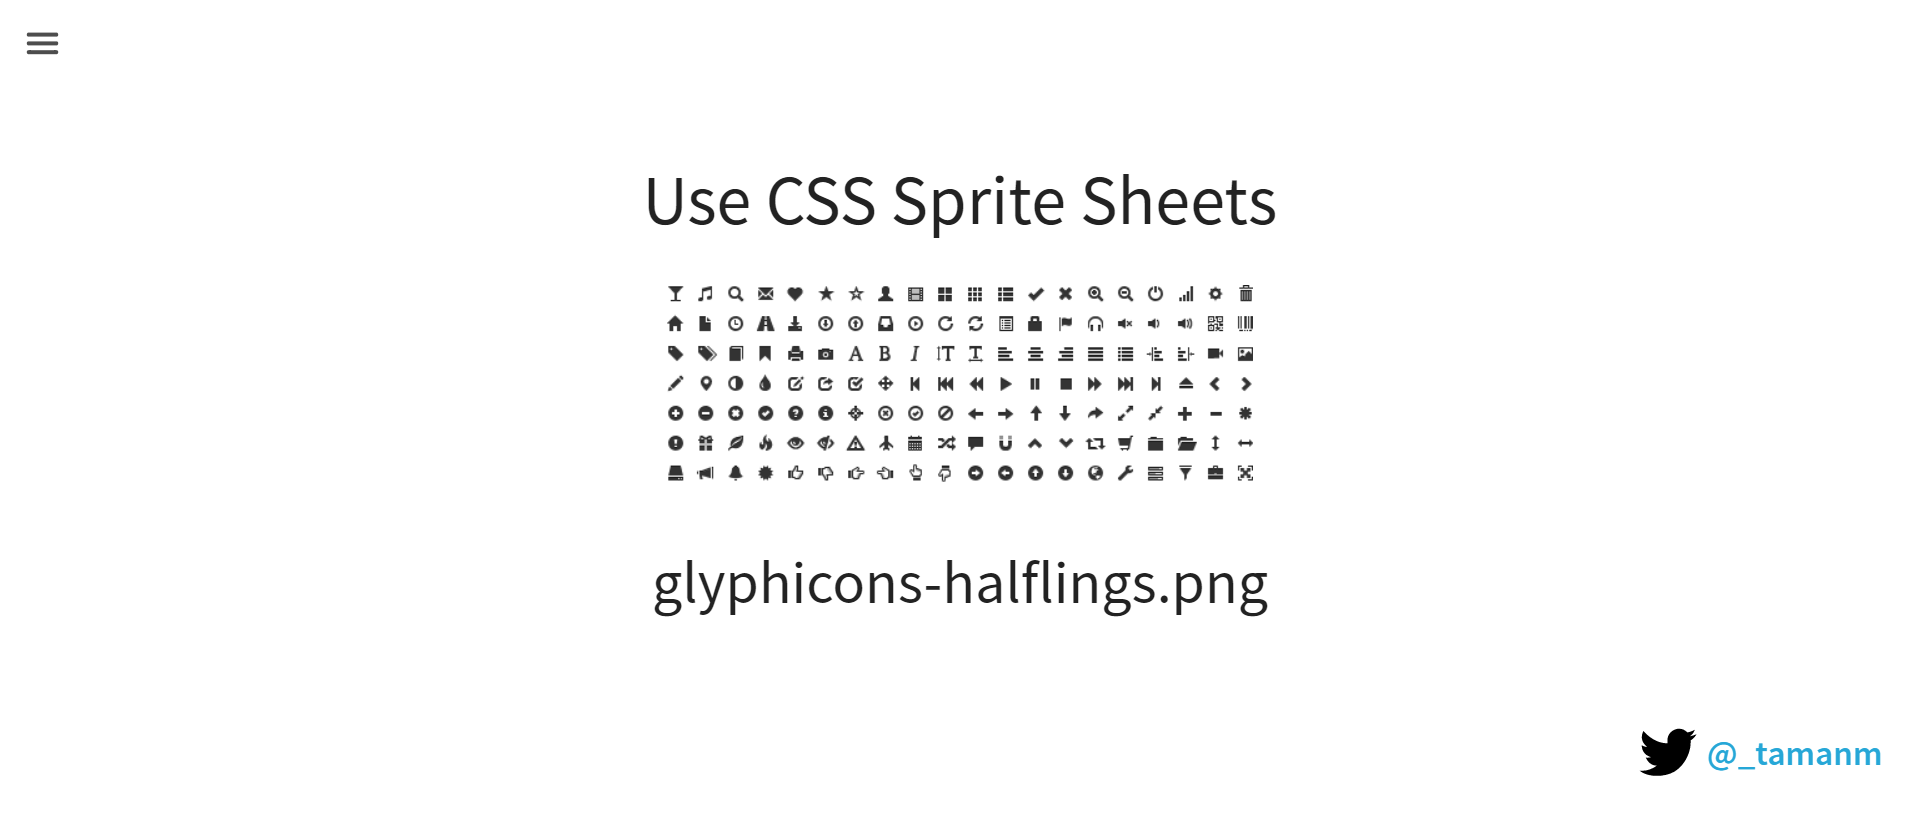 Use CSS Sprite Sheets
glyphicons-halflings.png
@_tamanm